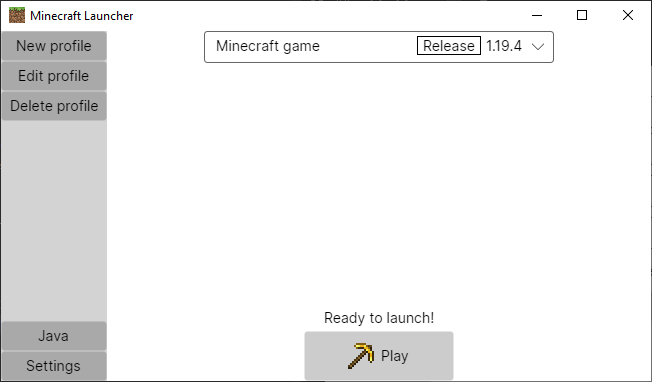 Minecraft Launcher
New profile
Edit profile
Delete profile
Minecraft game Release 1.19.4
Ready to launch!
Play
Java
Settings